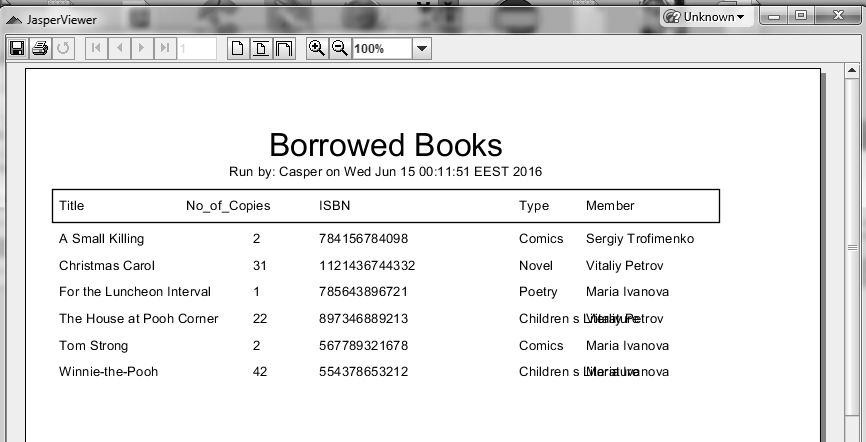 JasperViewer
Unknown
1
100%
Borrowed Books
Run by: Casper on Wed Jun 15 00:11:51 EEST 2016
Title No_of_Copies ISBN Type Member
A Small Killing 2 784156784098 Comics Sergiy Trofimenko
Christmas Carol 31 1121436744332 Novel Vitaliy Petrov
For the Luncheon Interval 1 785643896721 Poetry Maria Ivanova
The House at Pooh Corner 22 897346889213 Children s Literature Vitaliy Petrov
Tom Strong 2 567789321678 Comics Maria Ivanova
Winnie-the-Pooh 42 554378653212 Children s Literature Maria Ivanova